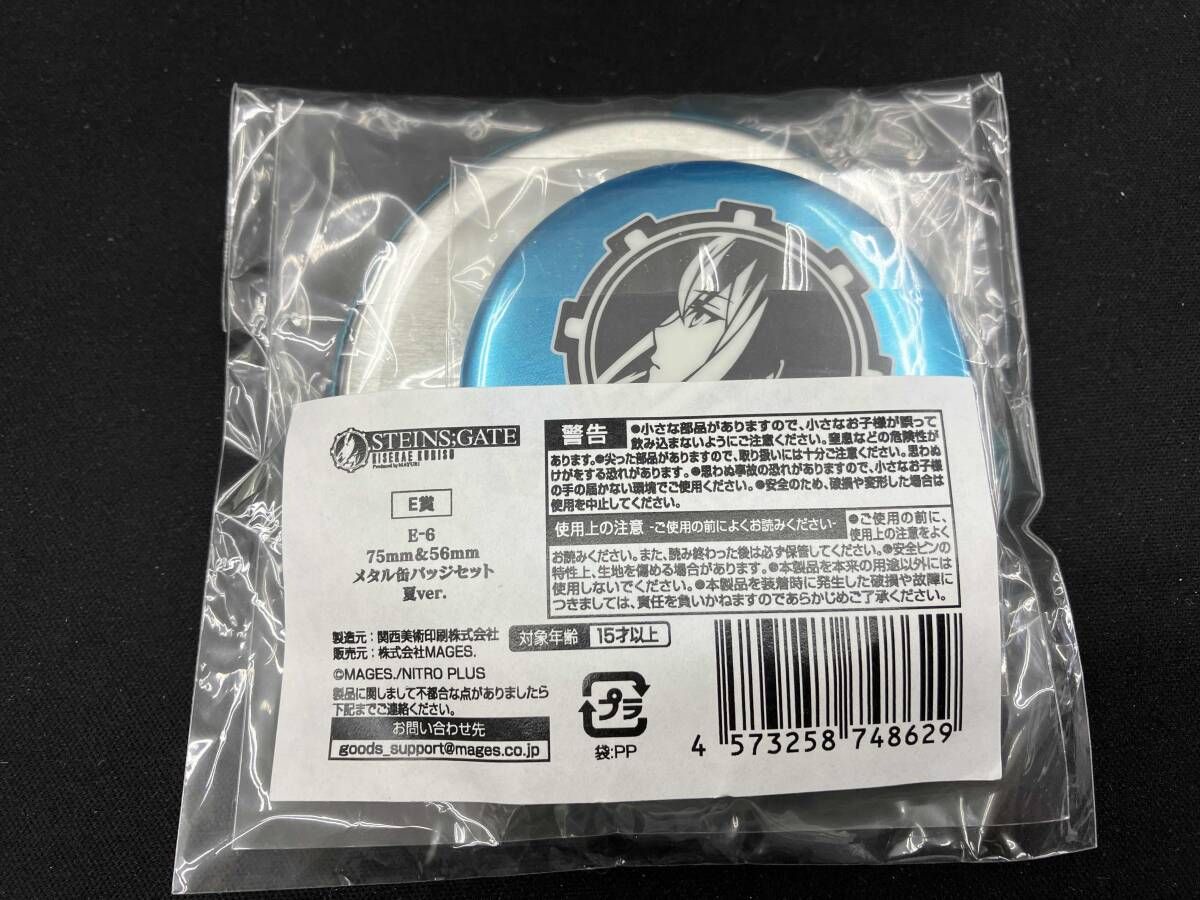 STEINS;GATE
KISEKAE KURISU
Produced by MAYURI
E賞
E-6
75mm&56mm
メタル缶バッジセット
夏ver.
製造元：関西美術印刷株式会社
販売元：株式会社MAGES.
©MAGES./NITRO PLUS
製品に関しまして不都合な点がありましたら
下記までご連絡ください。
お問い合わせ先
goods_support@mages.co.jp
警告
●小さな部品がありますので、小さなお子様が誤って
飲み込まないようにご注意ください。窒息などの危険性が
あります。●尖った部品がありますので、取り扱いには十分ご注意ください。思わぬ
けがをする恐れがあります。●思わぬ事故の恐れがありますので、小さなお子様
の手の届かない環境でご使用ください。●安全のため、破損や変形した場合は
使用を中止してください。
使用上の注意 -ご使用の前によくお読みください-
●ご使用の前に、
使用上の注意をよく
お読みください。また、読み終わった後は必ず保管してください。●安全ピンの
特性上、生地を傷める場合があります。●本製品を本来の用途以外には
使用しないでください。●本製品を装着時に発生した破損や故障に
つきましては、責任を負いかねますのであらかじめご了承ください。
対象年齢 15才以上
プラ
袋:PP
4 573258 748629